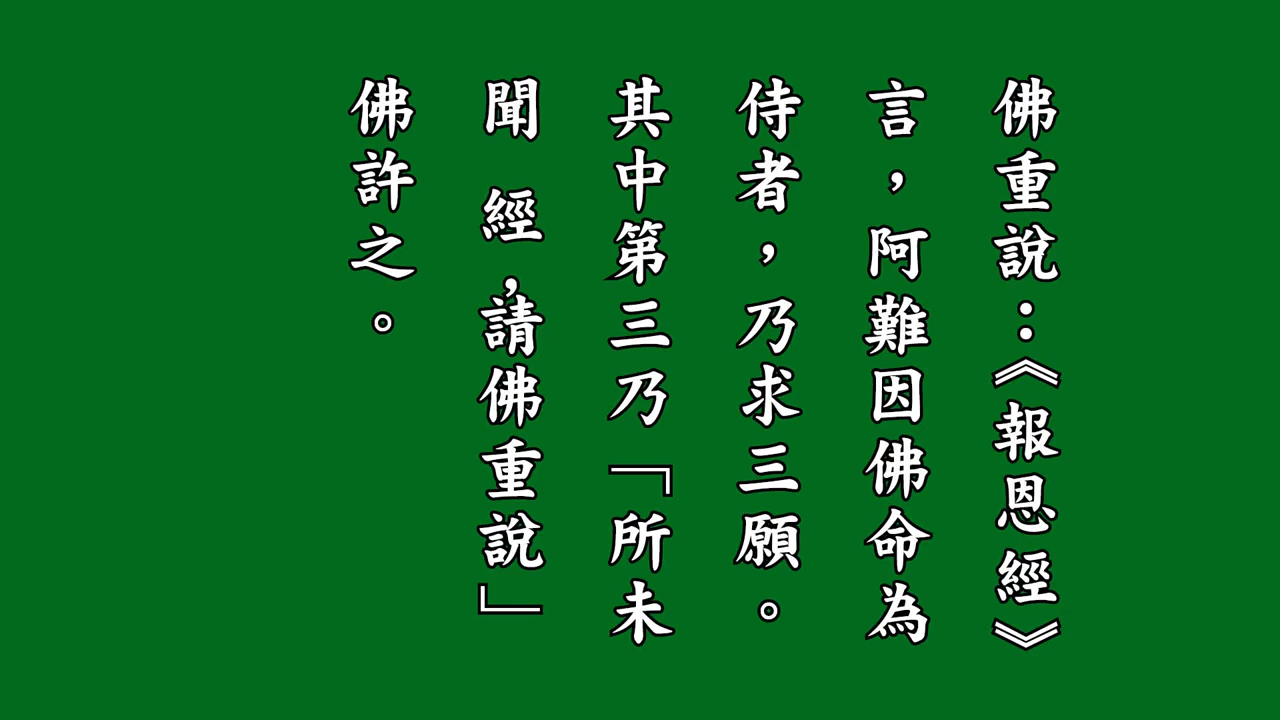 佛重說：《報恩經》
言，阿難因佛命為
侍者，乃求三願。
其中第三乃「所未
聞經，請佛重說」
佛許之。